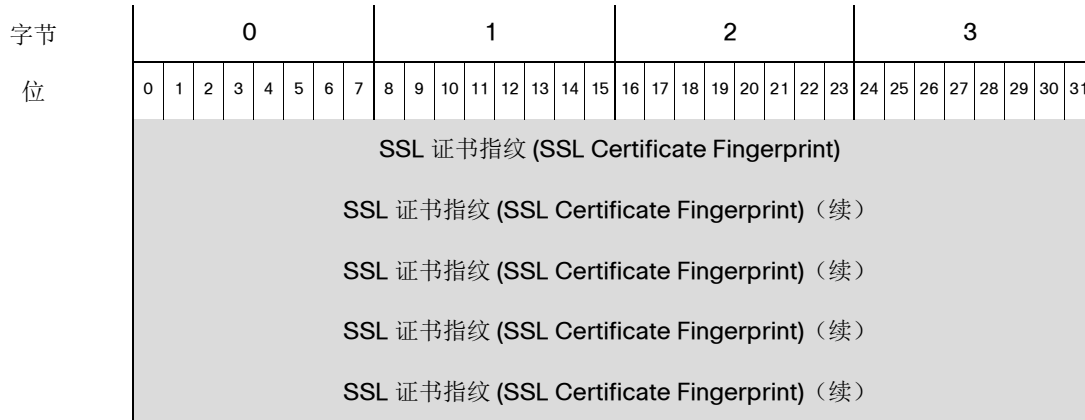 字节 0 1 2 3
位 0 1 2 3 4 5 6 7 8 9 10 11 12 13 14 15 16 17 18 19 20 21 22 23 24 25 26 27 28 29 30 31
SSL 证书指纹 (SSL Certificate Fingerprint)
SSL 证书指纹 (SSL Certificate Fingerprint)（续）
SSL 证书指纹 (SSL Certificate Fingerprint)（续）
SSL 证书指纹 (SSL Certificate Fingerprint)（续）
SSL 证书指纹 (SSL Certificate Fingerprint)（续）